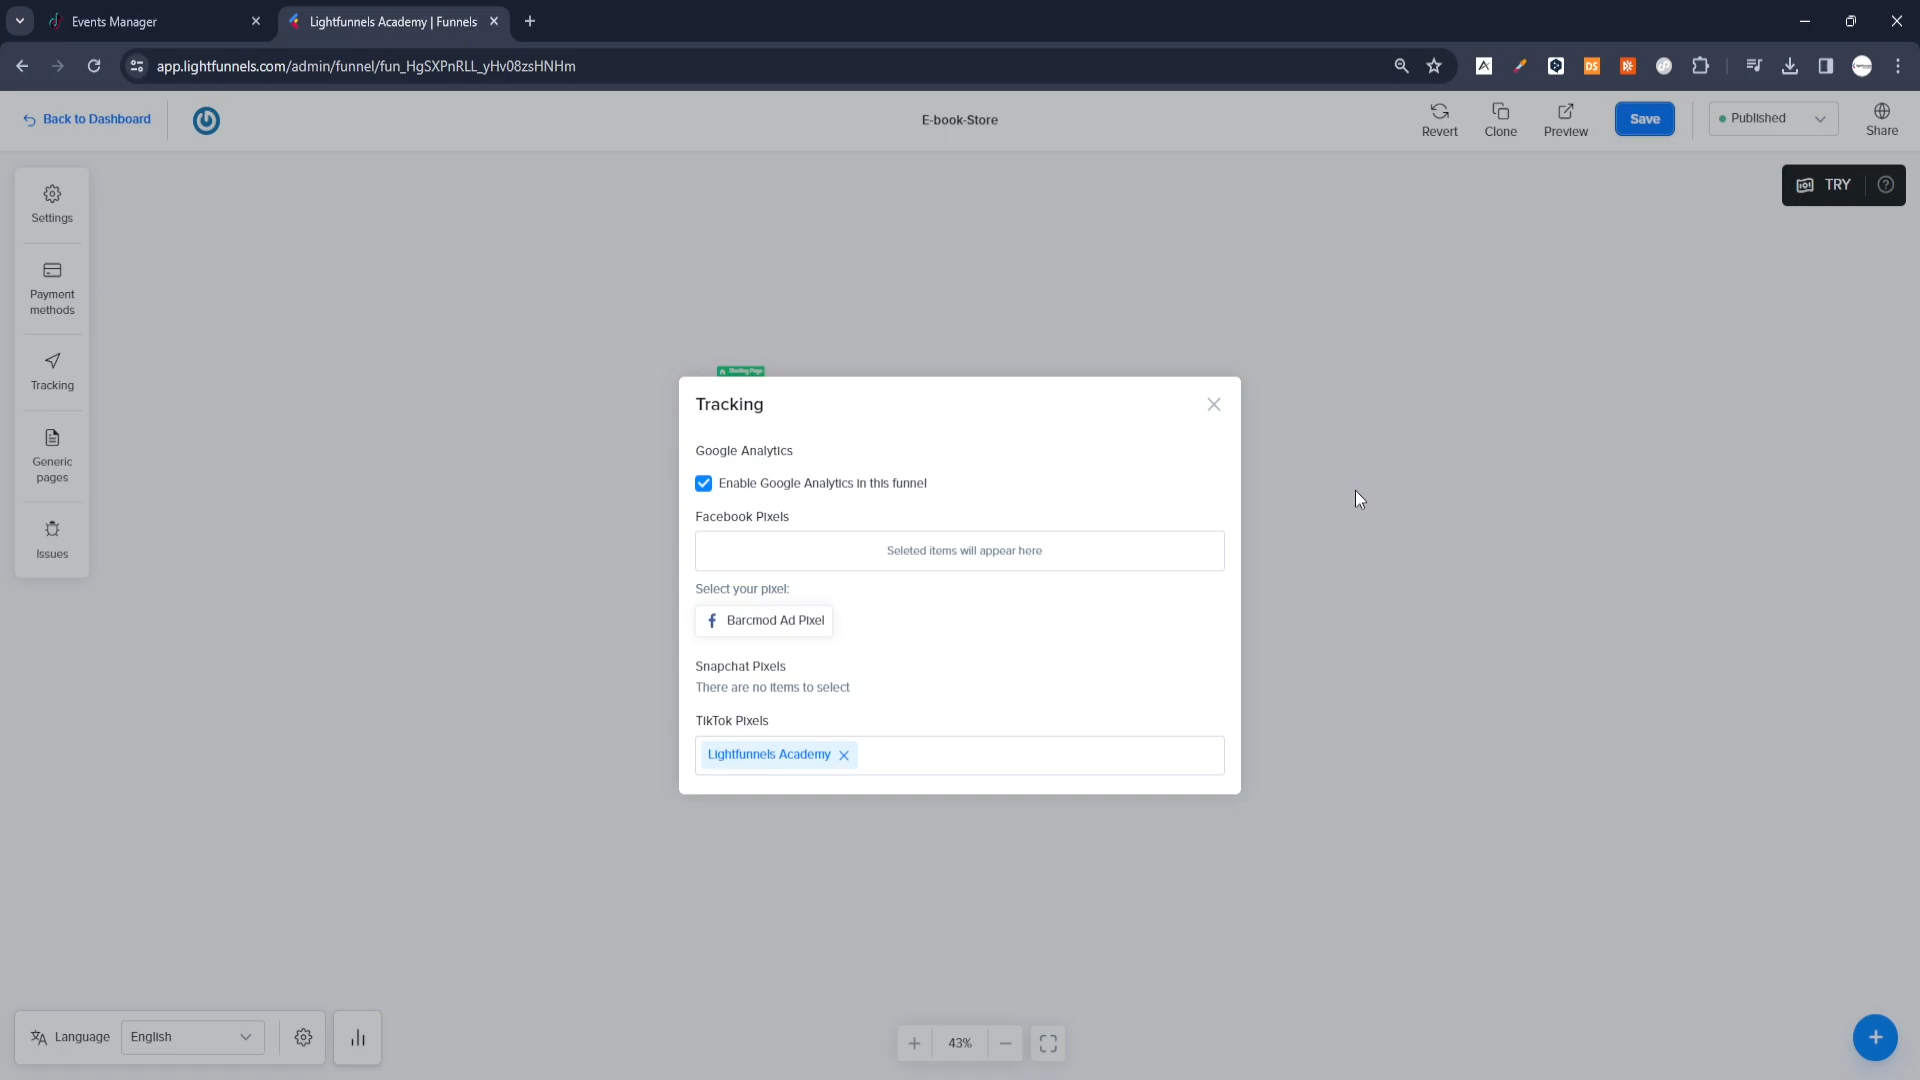 Events Manager
Lightfunnels Academy | Funnels
app.lightfunnels.com/admin/funnel/fun_HgSXPnRLL_yHv08zsHNHm
DS
Back to Dashboard
E-book-Store
Revert
Clone
Preview
Save
Published
Share
TRY
Settings
Payment
methods
Tracking
Generic
pages
Issues
Starting Page
Tracking
Google Analytics
Enable Google Analytics in this funnel
Facebook Pixels
Seleted items will appear here
Select your pixel:
Barcmod Ad Pixel
Snapchat Pixels
There are no items to select
TikTok Pixels
Lightfunnels Academy
Language
English
43%